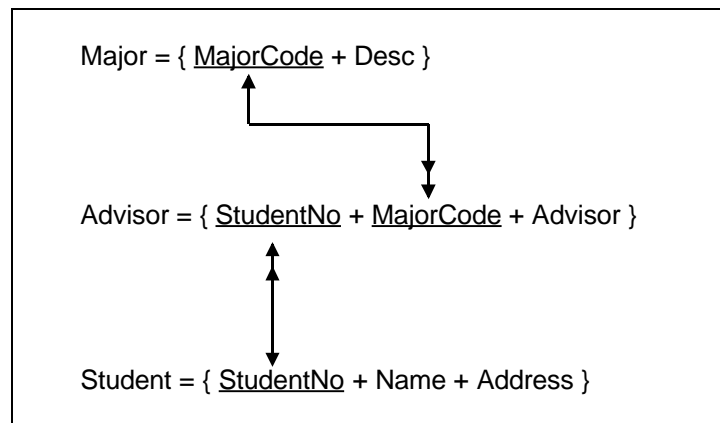 Major = { MajorCode + Desc }
Advisor = { StudentNo + MajorCode + Advisor }
Student = { StudentNo + Name + Address }